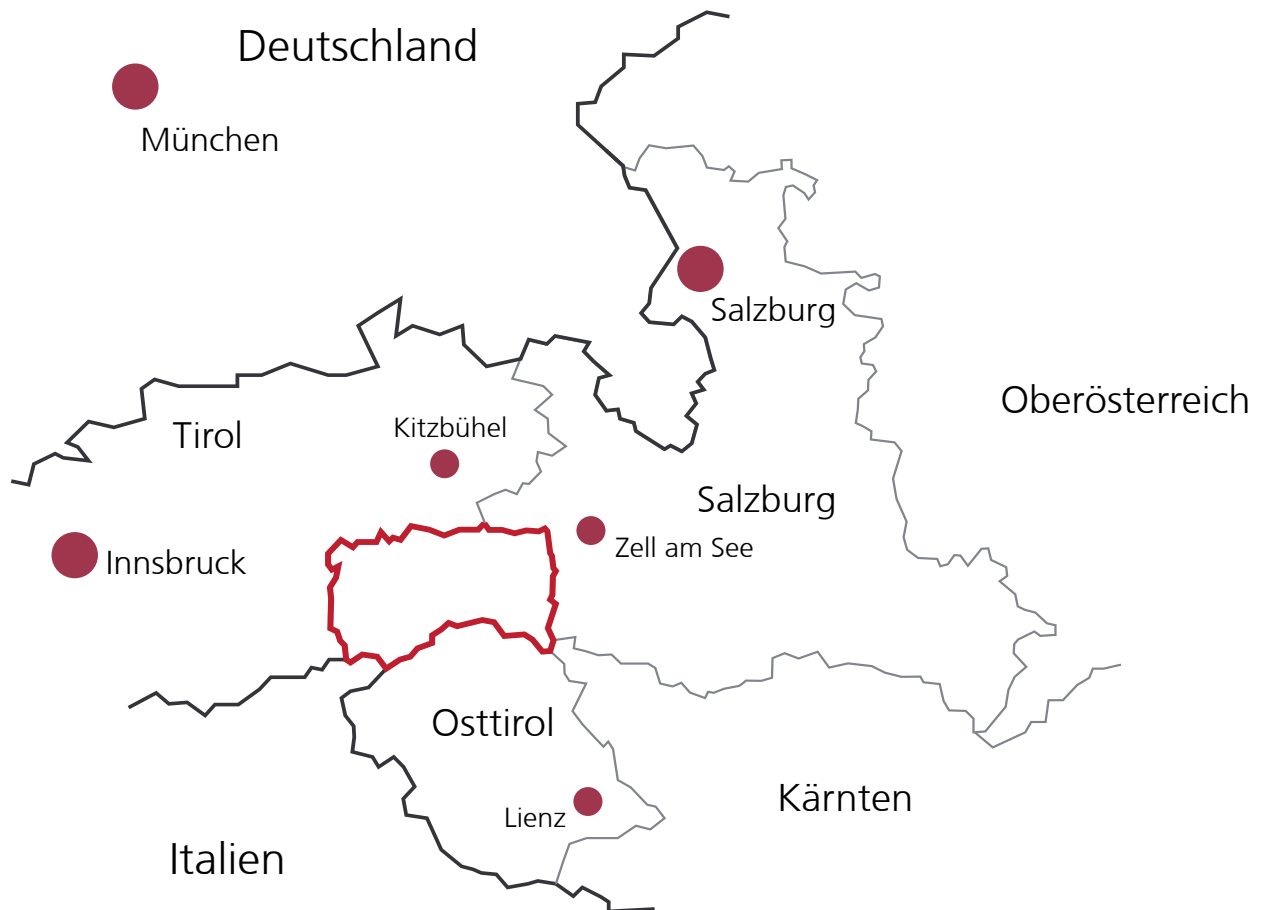 Deutschland
München
Salzburg
Oberösterreich
Kitzbühel
Tirol
Salzburg
Zell am See
Innsbruck
Osttirol
Kärnten
Lienz
Italien